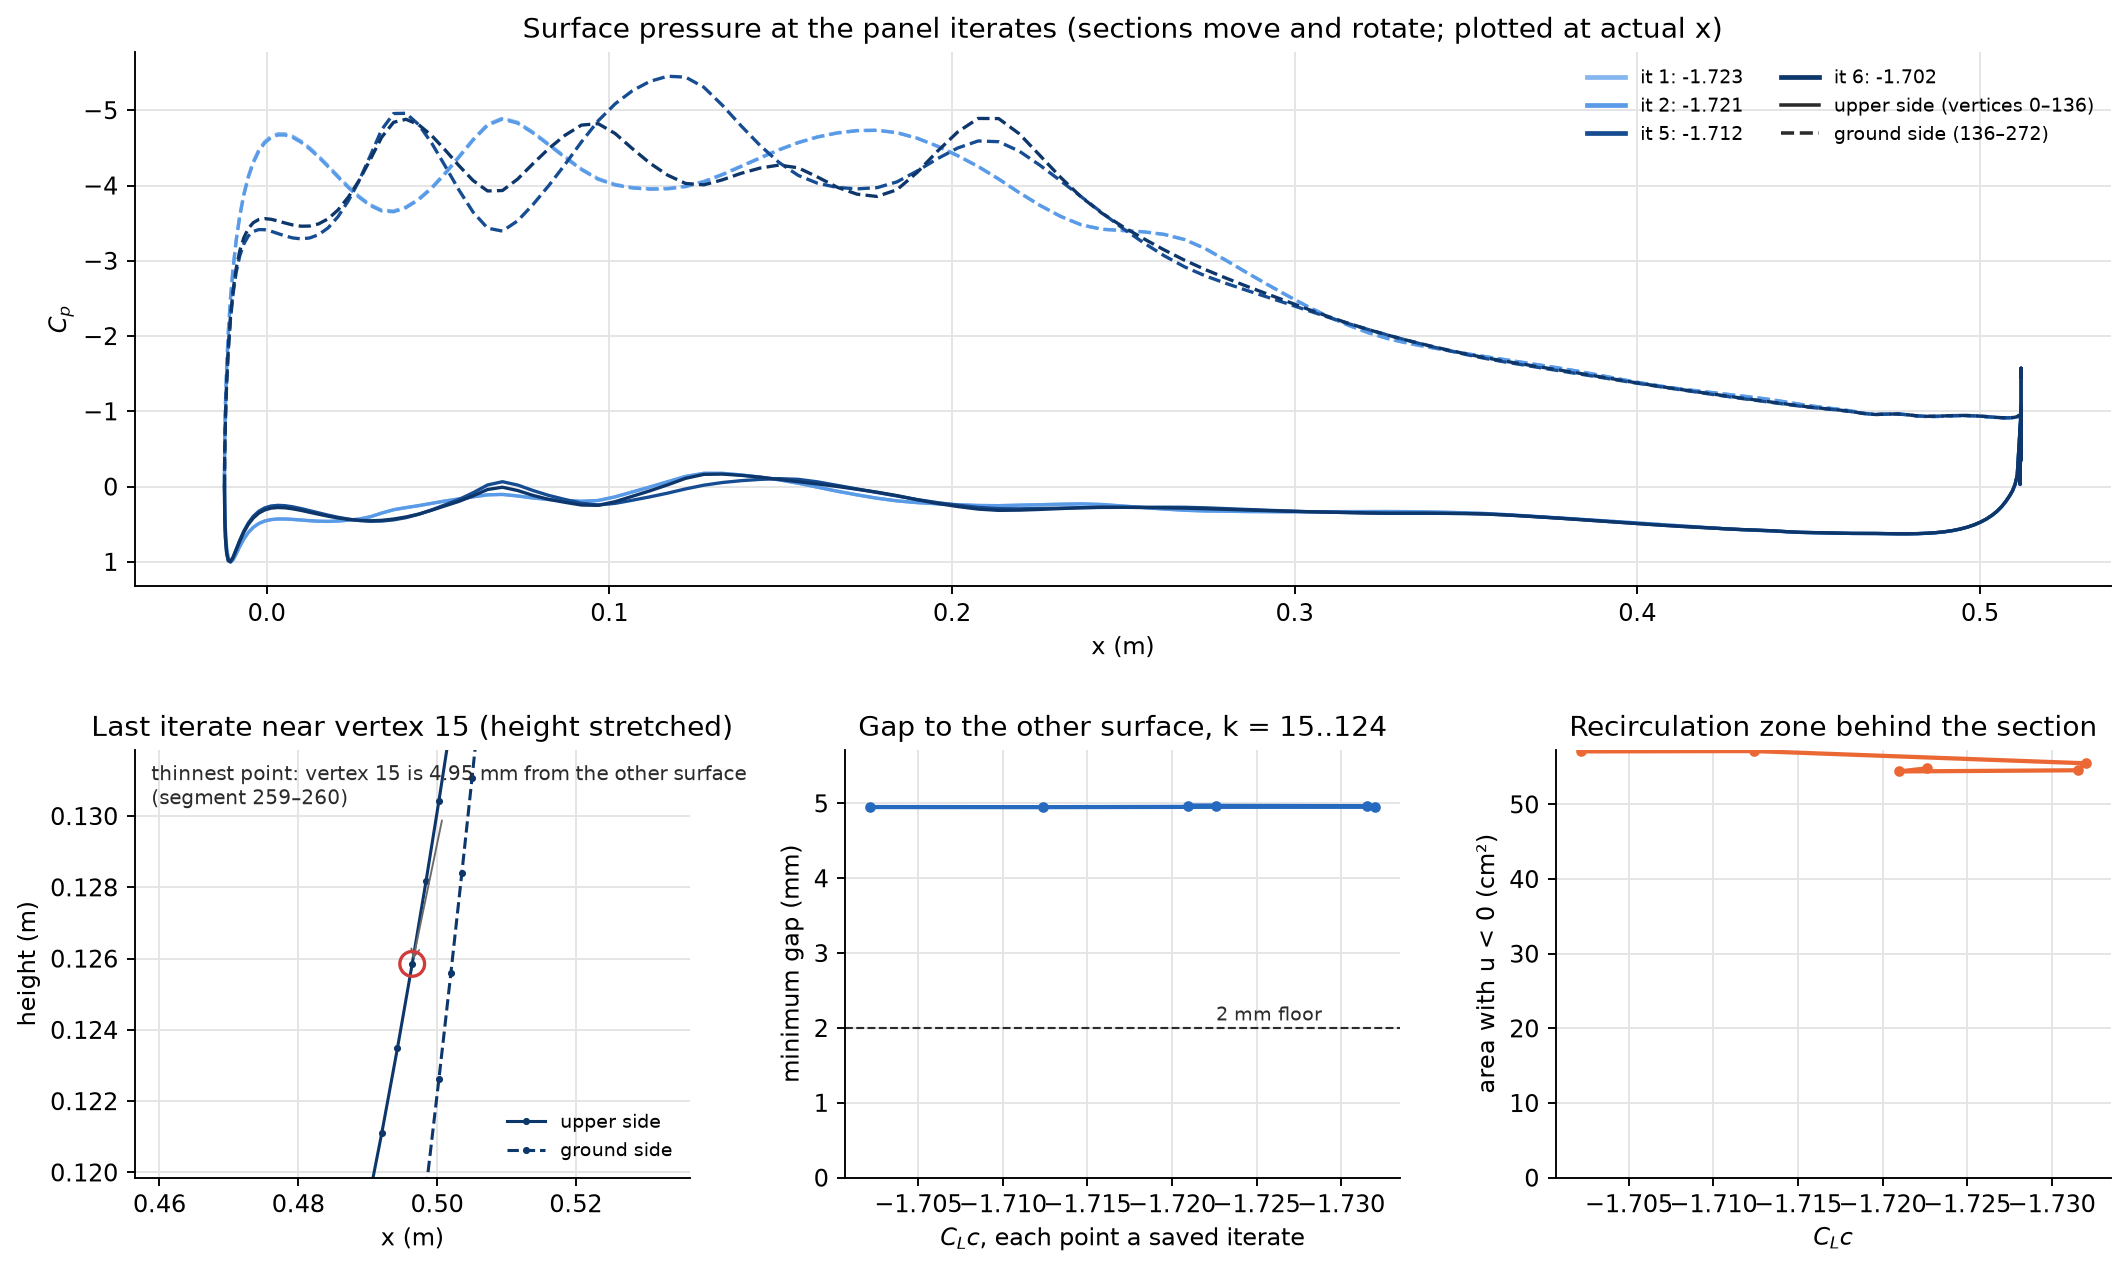 Surface pressure at the panel iterates (sections move and rotate; plotted at actual x)
it 1: -1.723
it 2: -1.721
it 5: -1.712
it 6: -1.702
upper side (vertices 0–136)
ground side (136–272)
−5
−4
−3
−2
−1
0
1
Cp
0.0
0.1
0.2
0.3
0.4
0.5
x (m)
Last iterate near vertex 15 (height stretched)
thinnest point: vertex 15 is 4.95 mm from the other surface
(segment 259–260)
0.130
0.128
0.126
0.124
0.122
0.120
height (m)
upper side
ground side
0.46
0.48
0.50
0.52
x (m)
Gap to the other surface, k = 15..124
5
4
3
2
1
0
minimum gap (mm)
2 mm floor
−1.705
−1.710
−1.715
−1.720
−1.725
−1.730
CLc, each point a saved iterate
Recirculation zone behind the section
50
40
30
20
10
0
area with u < 0 (cm²)
−1.705
−1.710
−1.715
−1.720
−1.725
−1.730
CLc